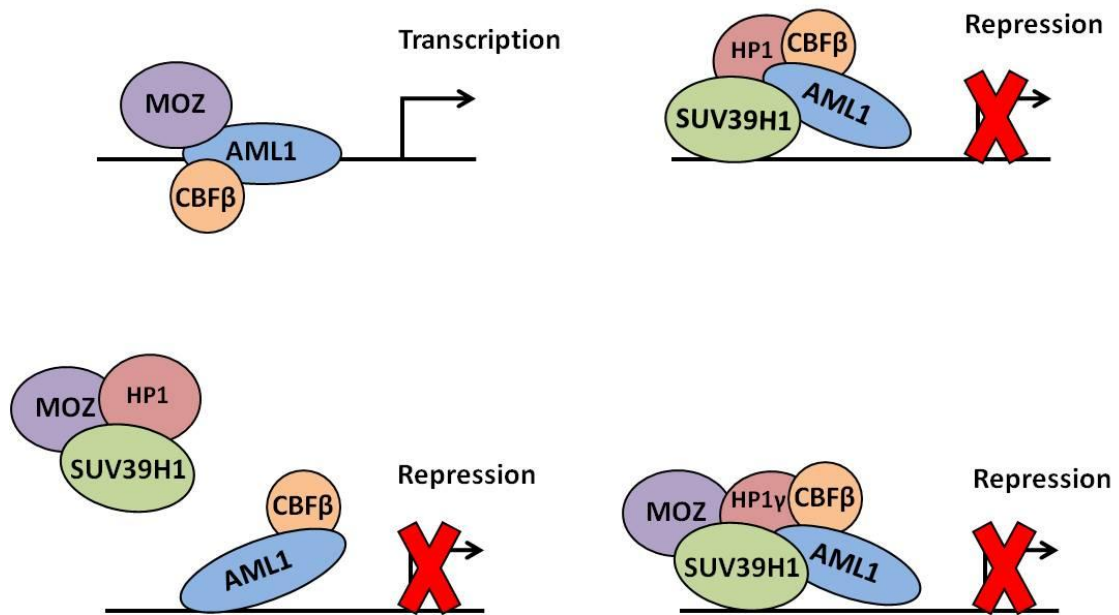 Transcription
MOZ
AML1
CBFβ
Repression
HP1
CBFβ
SUV39H1
AML1
MOZ
HP1
SUV39H1
Repression
CBFβ
AML1
Repression
MOZ
HP1γ
CBFβ
SUV39H1
AML1